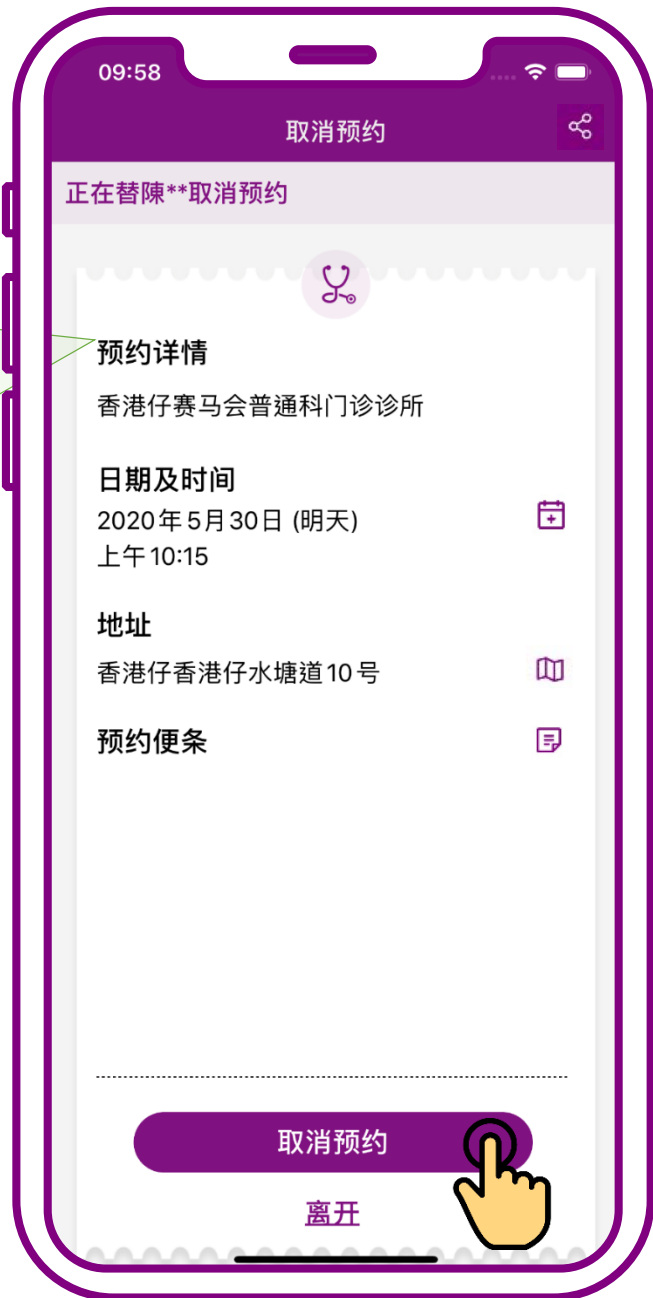 09:58
取消预约
正在替陳**取消预约
预约详情
香港仔赛马会普通科门诊诊所
日期及时间
2020年5月30日 (明天)
上午10:15
地址
香港仔香港仔水塘道10号
预约便条
取消预约
离开